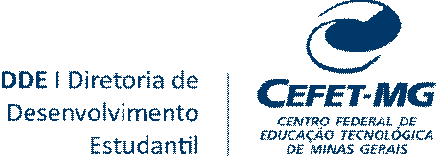 DDE | Diretoria de
Desenvolvimento
Estudantil
CEFET-MG
CENTRO FEDERAL DE
EDUCAÇÃO TECNOLÓGICA
DE MINAS GERAIS